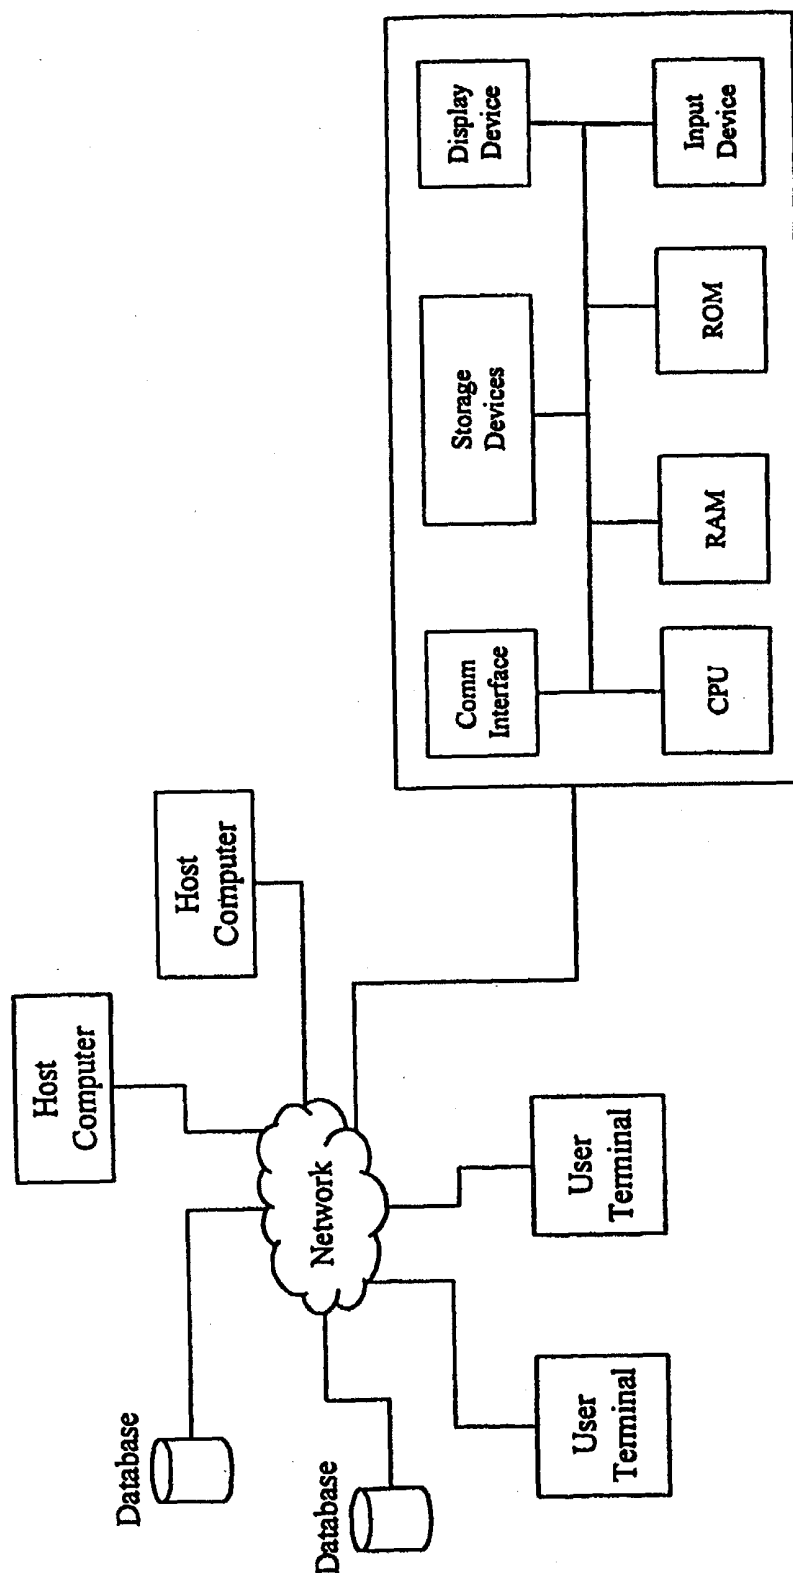 Host
Computer
Host
Computer
Database
Database
Network
User
Terminal
User
Terminal
Comm
Interface
Storage
Devices
Display
Device
CPU
RAM
ROM
Input
Device